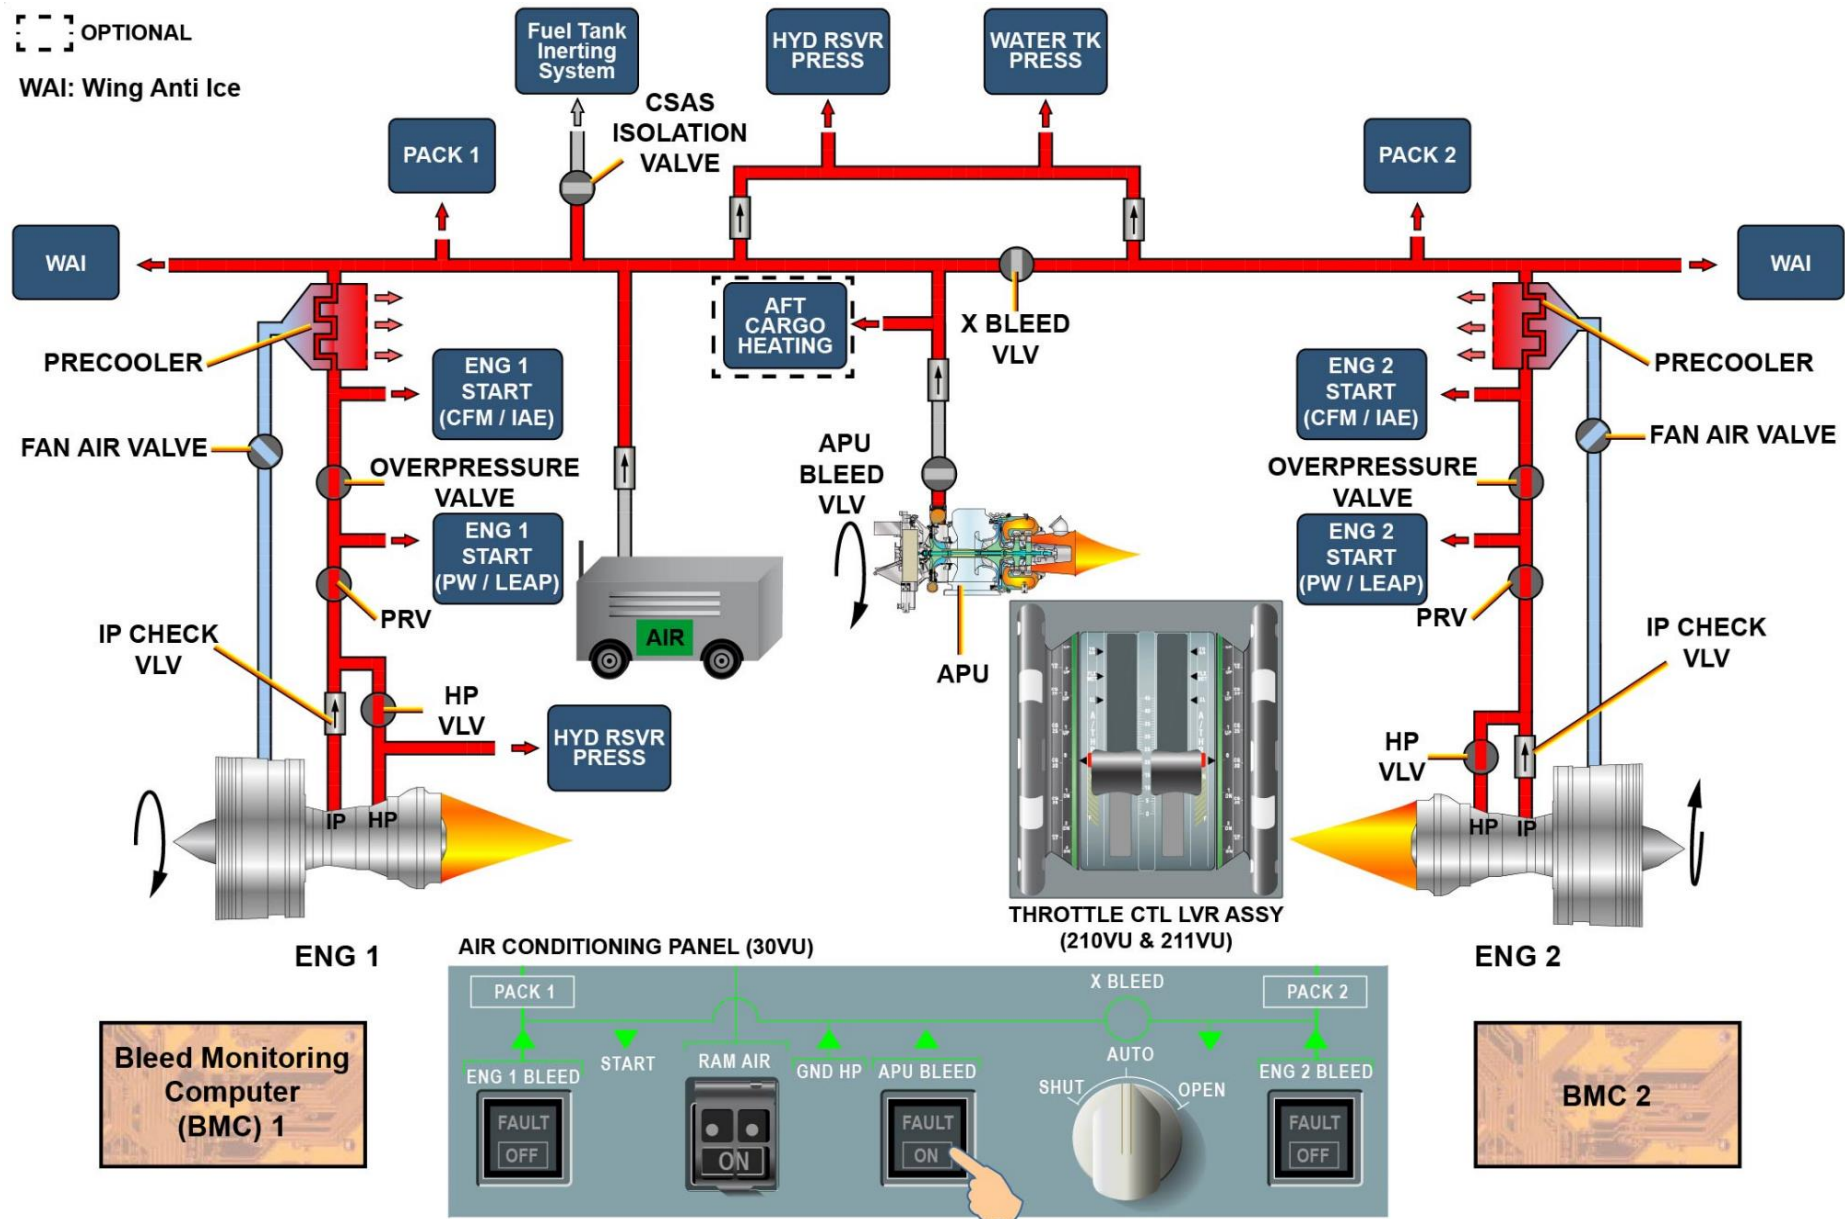 OPTIONAL
WAI: Wing Anti Ice
Fuel Tank
Inerting
System
HYD RSVR
PRESS
WATER TK
PRESS
CSAS
ISOLATION
VALVE
PACK 1
PACK 2
WAI
WAI
AFT
CARGO
HEATING
X BLEED
VLV
PRECOOLER
PRECOOLER
ENG 1
START
(CFM / IAE)
ENG 2
START
(CFM / IAE)
FAN AIR VALVE
FAN AIR VALVE
APU
BLEED
VLV
OVERPRESSURE
VALVE
OVERPRESSURE
VALVE
ENG 1
START
(PW / LEAP)
ENG 2
START
(PW / LEAP)
PRV
PRV
AIR
APU
IP CHECK
VLV
IP CHECK
VLV
HP
VLV
HYD RSVR
PRESS
HP
VLV
IP
HP
HP
IP
THROTTLE CTL LVR ASSY
(210VU & 211VU)
ENG 1
ENG 2
AIR CONDITIONING PANEL (30VU)
PACK 1
X BLEED
PACK 2
START
RAM AIR
AUTO
ENG 1 BLEED
GND HP
APU BLEED
SHUT
OPEN
ENG 2 BLEED
FAULT
OFF
ON
FAULT
ON
FAULT
OFF
Bleed Monitoring
Computer
(BMC) 1
BMC 2